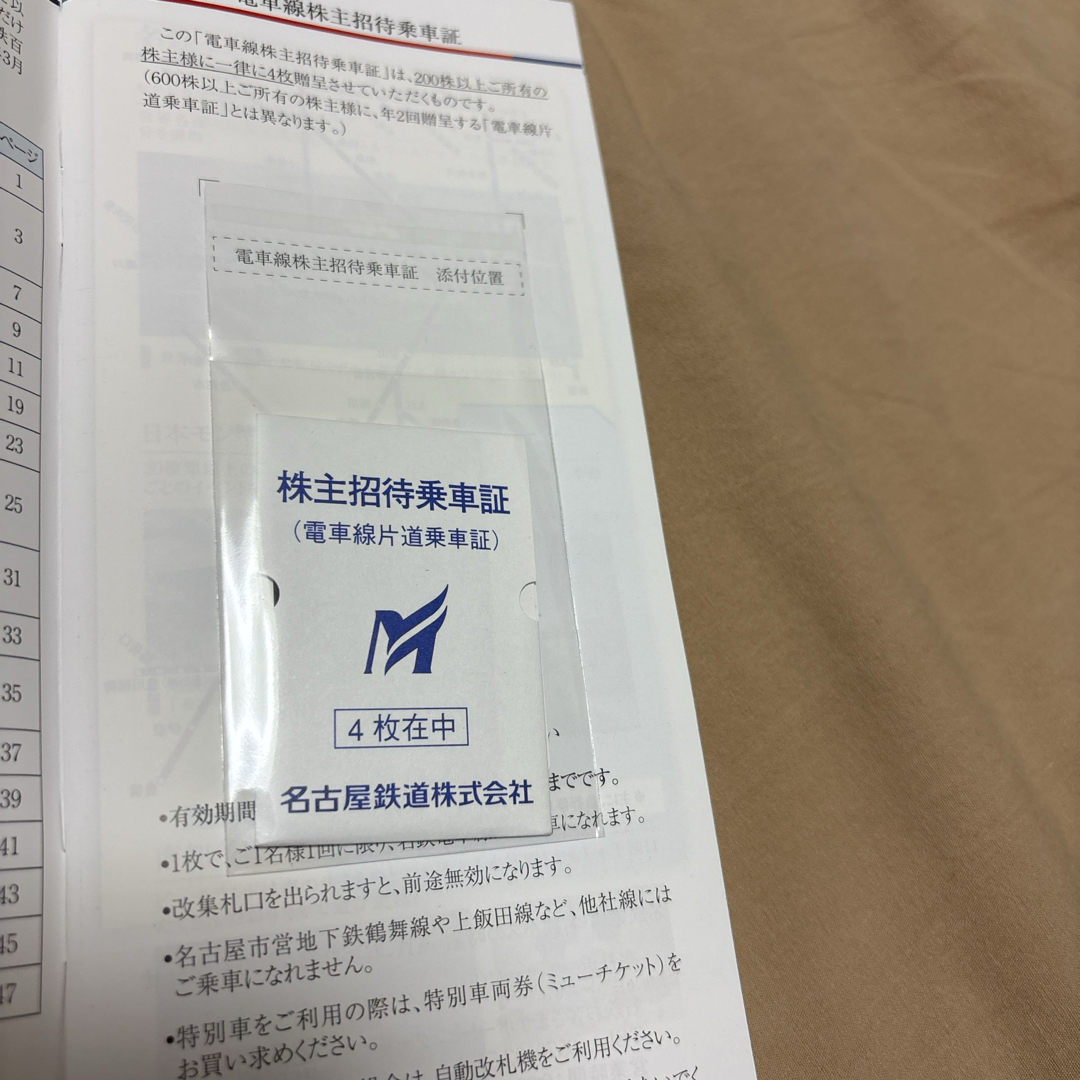 だけ
3月
ページ
1
3
7
9
11
19
23
25
31
33
35
37
39
41
43
45
47
電車線株主招待乗車証
この「電車線株主招待乗車証」は、200株以上ご所有の
株主様に一律に4枚贈呈させていただくものです。
(600株以上ご所有の株主様に、年2回贈呈する「電車線片
道乗車証」とは異なります。)
電車線株主招待乗車証 添付位置
株主招待乗車証
(電車線片道乗車証)
4枚在中
名古屋鉄道株式会社
い
•有効期間 までです。
•1枚で、ご1名様1回に限り、 になれます。
•改集札口を出られますと、前途無効になります。
•名古屋市営地下鉄鶴舞線や上飯田線など、他社線には
ご乗車になれません。
•特別車をご利用の際は、特別車両券(ミューチケット)を
お買い求めください。
は、自動改札機をご利用ください。